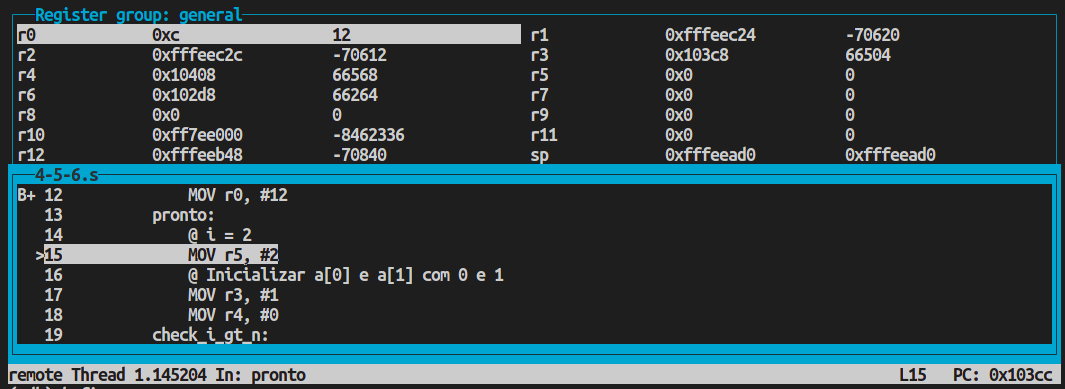 Register group: general
r0 0xc 12 r1 0xfffeec24 -70620
r2 0xfffeec2c -70612 r3 0x103c8 66504
r4 0x10408 66568 r5 0x0 0
r6 0x102d8 66264 r7 0x0 0
r8 0x0 0 r9 0x0 0
r10 0xff7ee000 -8462336 r11 0x0 0
r12 0xfffeeb48 -70840 sp 0xfffeead0 0xfffeead0
4-5-6.s
B+ 12 MOV r0, #12
13 pronto:
14 @ i = 2
>15 MOV r5, #2
16 @ Inicializar a[0] e a[1] com 0 e 1
17 MOV r3, #1
18 MOV r4, #0
19 check_i_gt_n:
remote Thread 1.145204 In: pronto L15 PC: 0x103cc